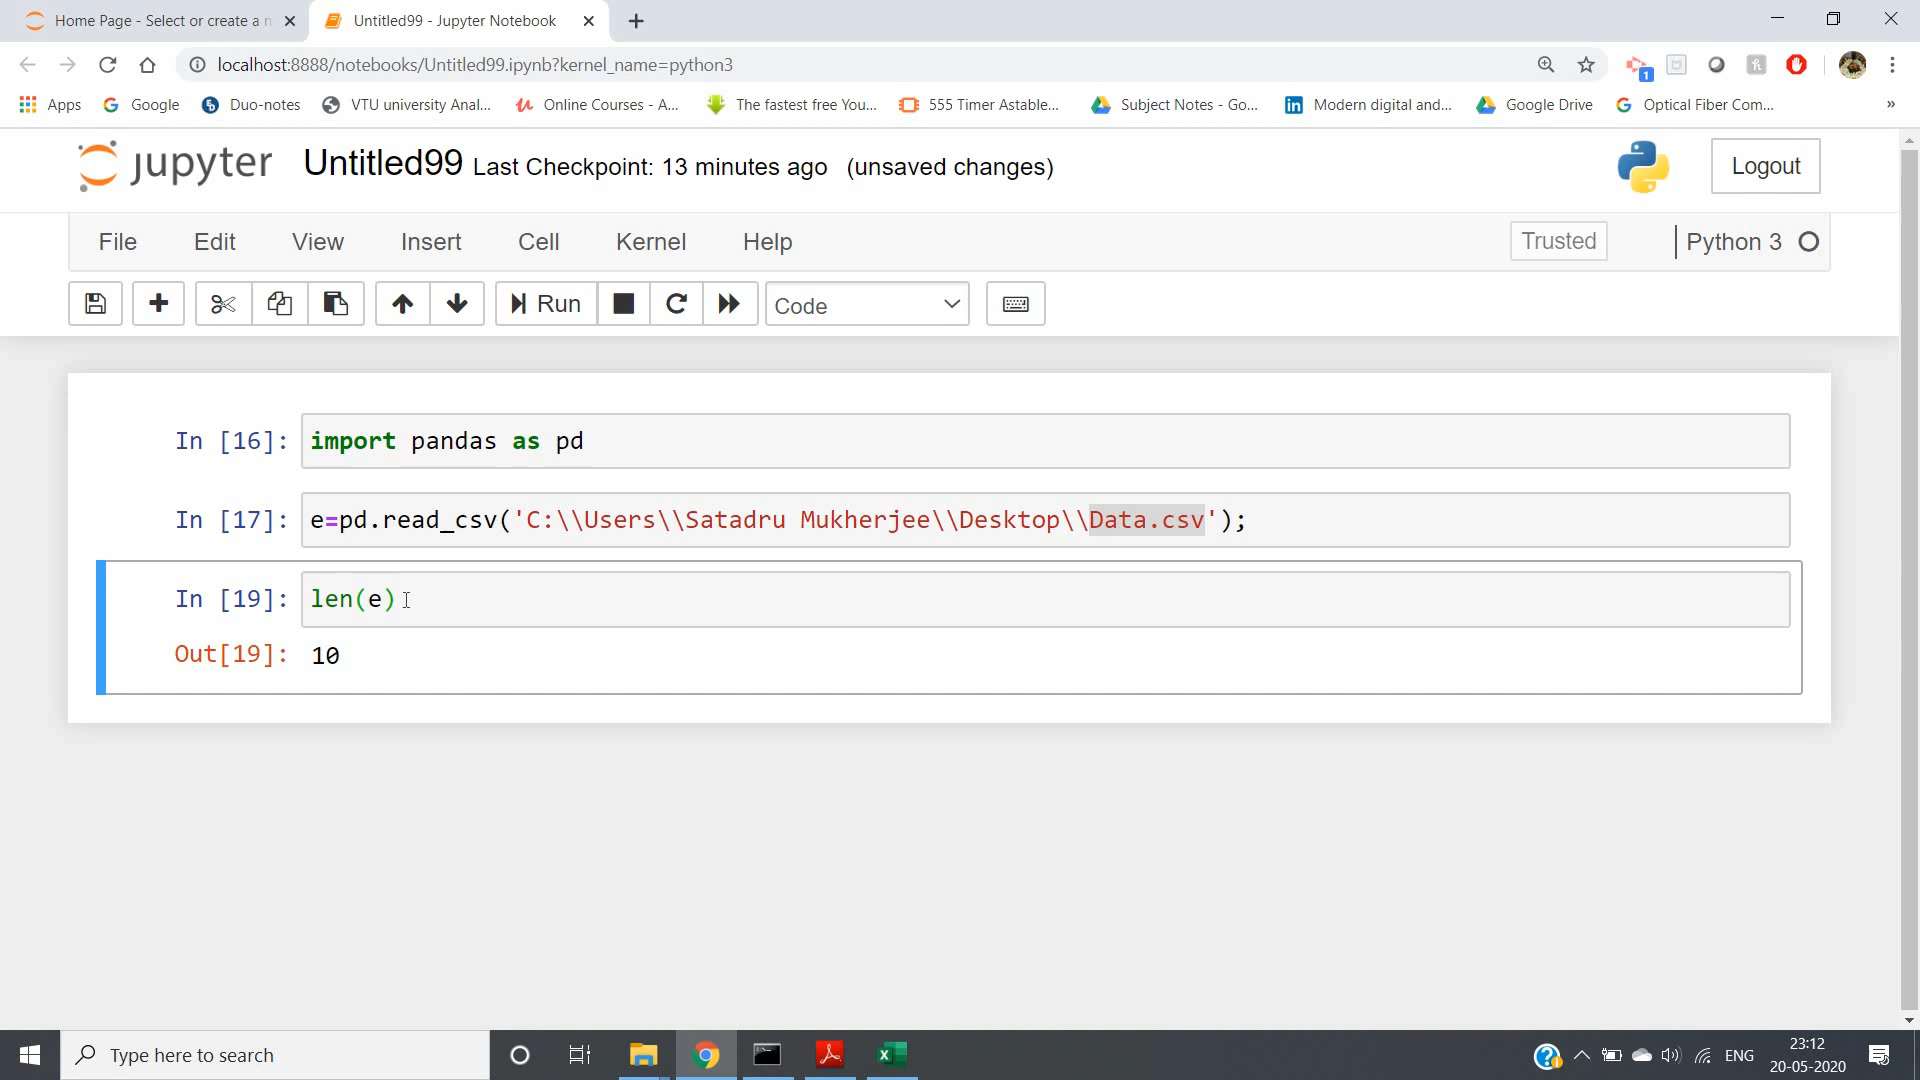 Home Page - Select or create a n
Untitled99 - Jupyter Notebook
localhost:8888/notebooks/Untitled99.ipynb?kernel_name=python3
1
Apps Google Duo-notes VTU university Anal... Online Courses - A... The fastest free You... 555 Timer Astable... Subject Notes - Go... Modern digital and... Google Drive Optical Fiber Com... »
jupyter Untitled99 Last Checkpoint: 13 minutes ago (unsaved changes) Logout
File Edit View Insert Cell Kernel Help Trusted Python 3
Run Code
In [16]: import pandas as pd
In [17]: e=pd.read_csv('C:\\Users\\Satadru Mukherjee\\Desktop\\Data.csv');
In [19]: len(e)
Out[19]: 10
Type here to search
ENG
23:12
20-05-2020